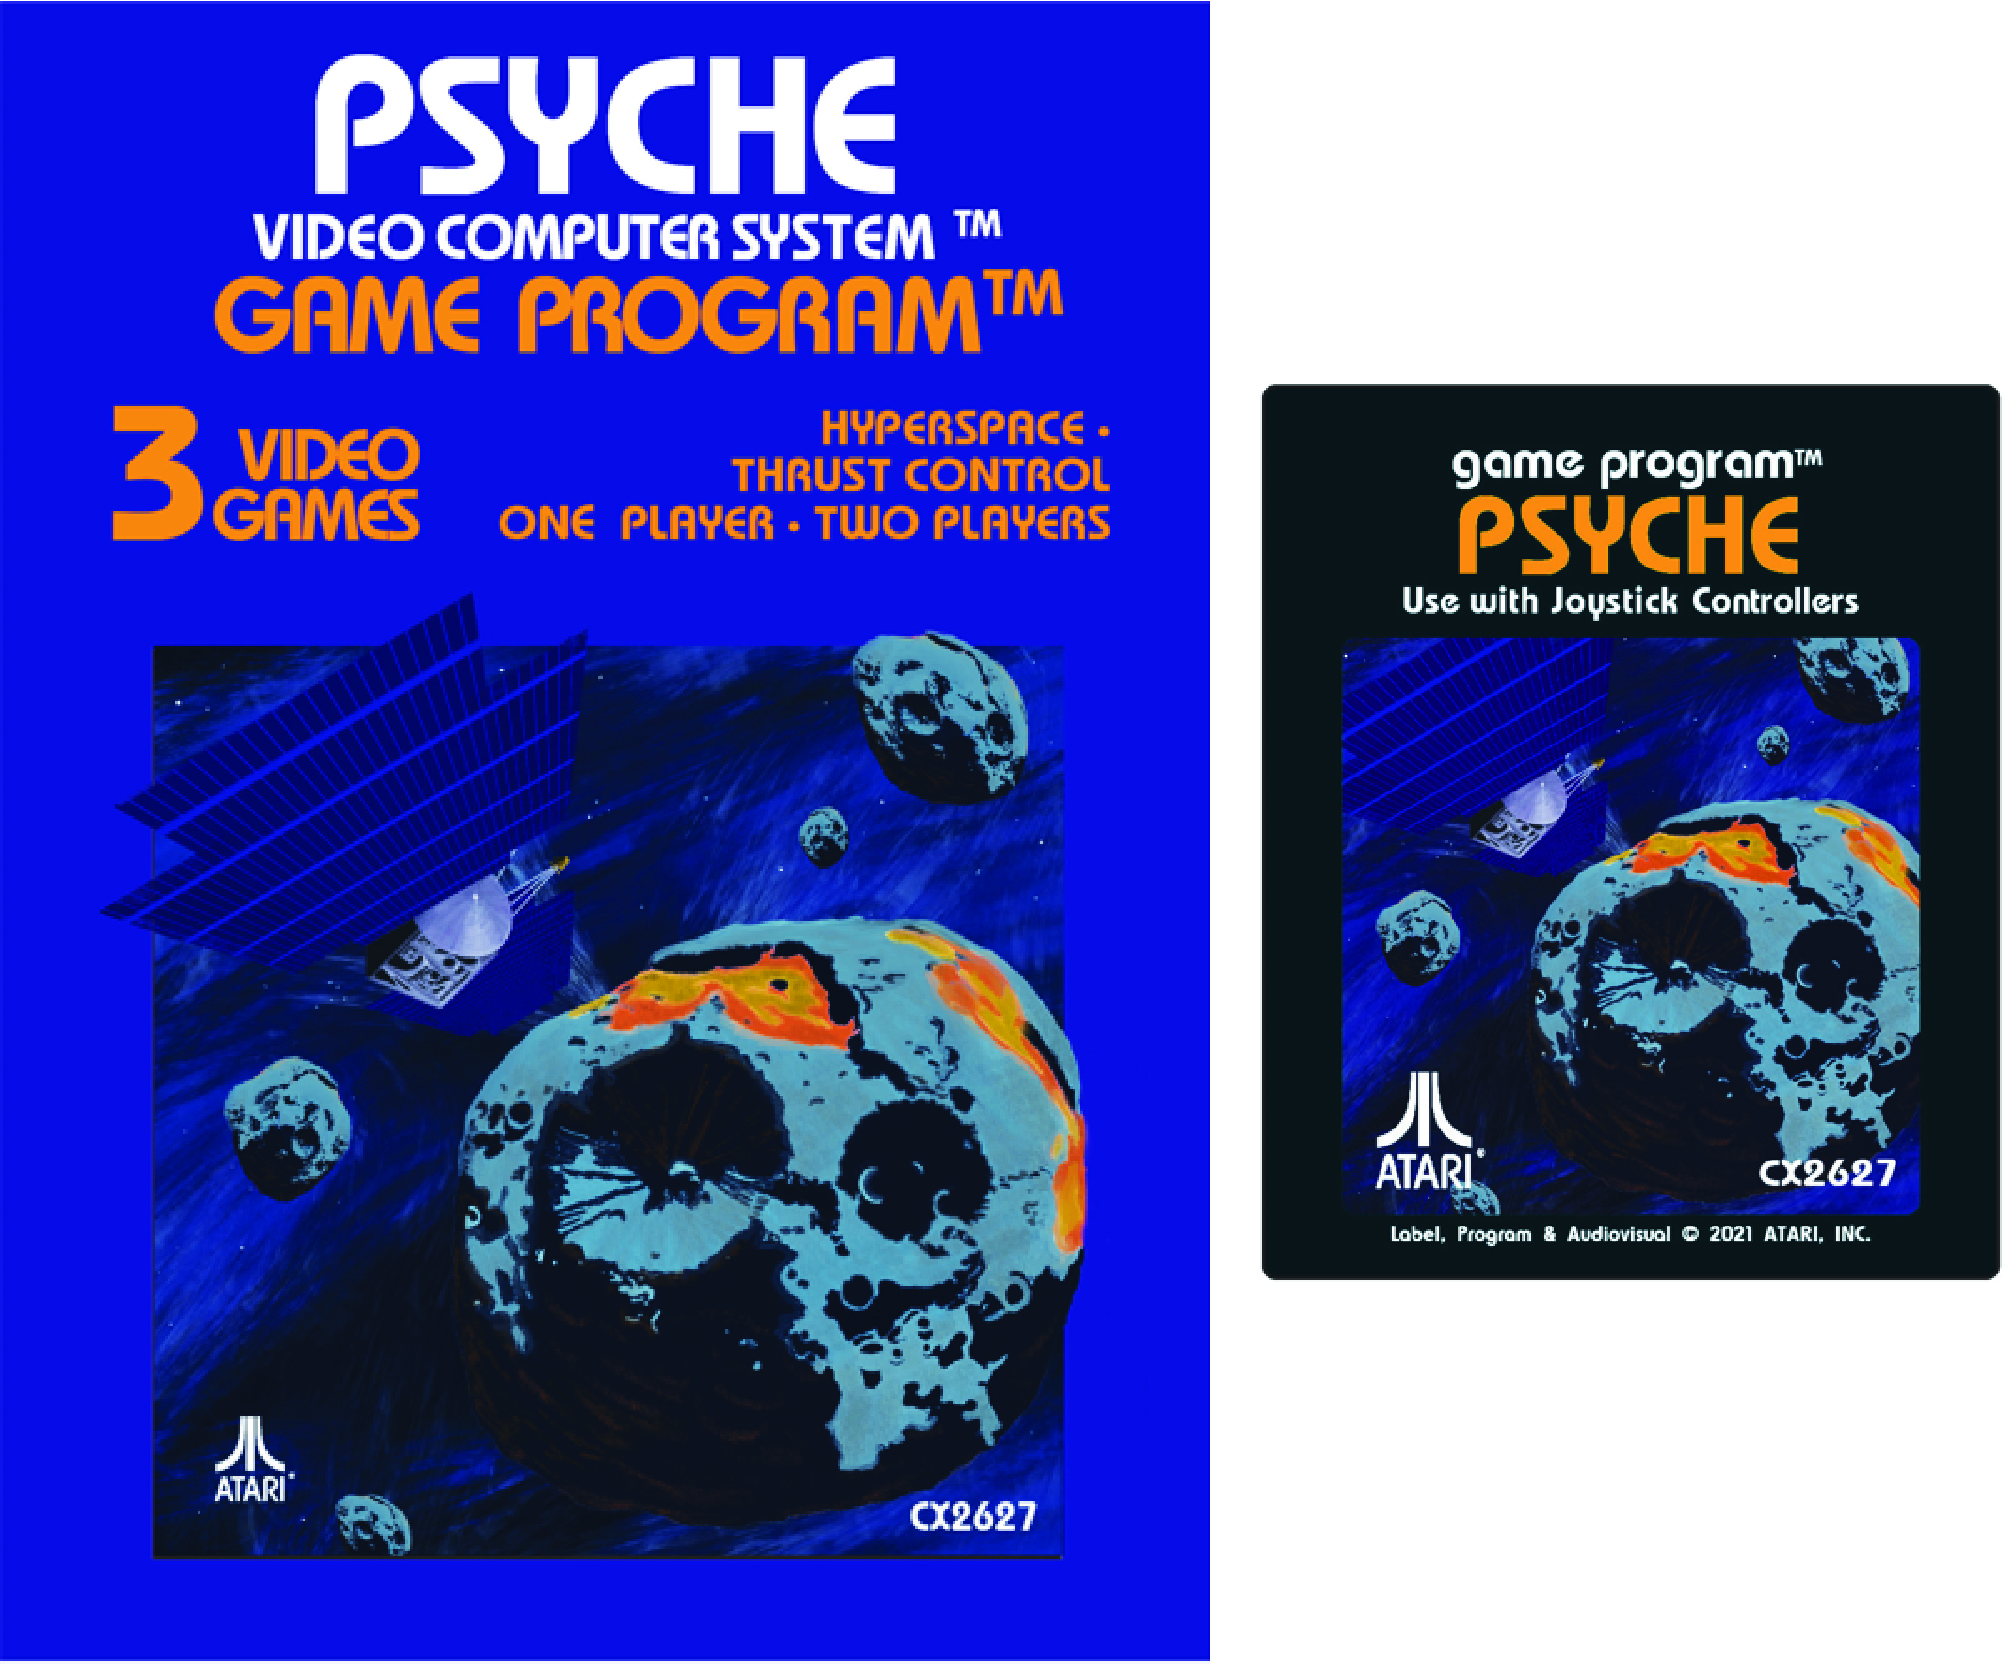 PSYCHE
VIDEO COMPUTER SYSTEM ™
GAME PROGRAM™
3 VIDEO GAMES
HYPERSPACE •
THRUST CONTROL
ONE PLAYER • TWO PLAYERS
ATARI®
CX2627
game program™
PSYCHE
Use with Joystick Controllers
ATARI®
CX2627
Label, Program & Audiovisual © 2021 ATARI, INC.